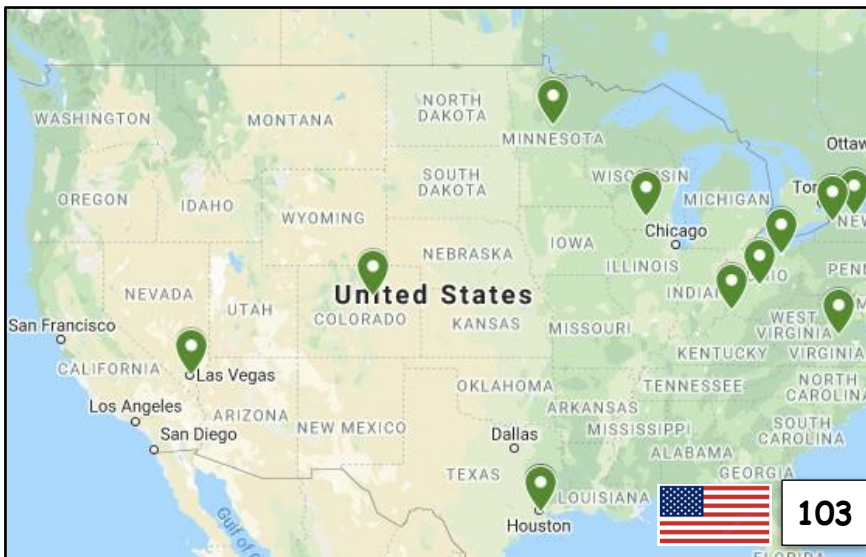 NORTH
DAKOTA
WASHINGTON
MONTANA
MINNESOTA
Ottaw
SOUTH
DAKOTA
WISCONSIN
OREGON
IDAHO
MICHIGAN
WYOMING
Chicago
NEBRASKA
IOWA
ILLINOIS
United States
NEVADA
UTAH
COLORADO
KANSAS
MISSOURI
San Francisco
WEST
VIRGINIA
KENTUCKY
VIRGINIA
CALIFORNIA
Las Vegas
OKLAHOMA
TENNESSEE
NORTH
CAROLINA
Los Angeles
ARIZONA
NEW MEXICO
ARKANSAS
San Diego
Dallas
MISSISSIPPI
SOUTH
CAROLINA
ALABAMA
TEXAS
GEORGIA
LOUISIANA
Houston
103